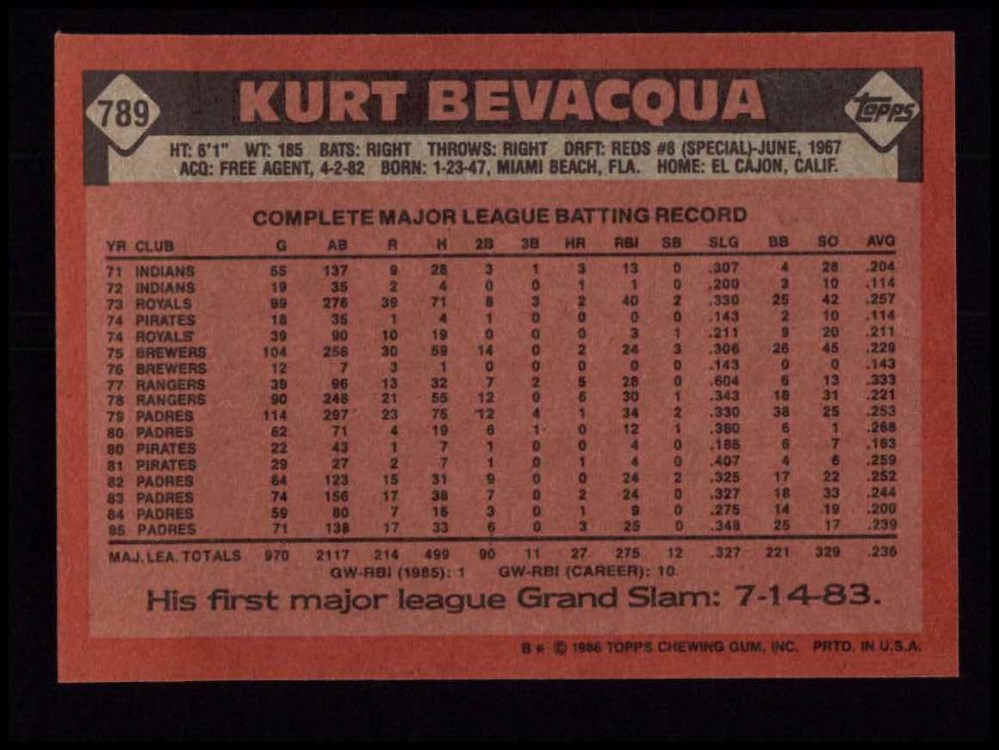 789 KURT BEVACQUA Topps
HT: 6'1" WT: 185 BATS: RIGHT THROWS: RIGHT DRFT: REDS #8 (SPECIAL)-JUNE, 1967
ACQ: FREE AGENT, 4-2-82 BORN: 1-23-47, MIAMI BEACH, FLA. HOME: EL CAJON, CALIF.
COMPLETE MAJOR LEAGUE BATTING RECORD
YR CLUB G AB R H 2B 3B HR RBI SB SLG BB SO AVG
71 INDIANS 55 137 9 28 3 1 3 13 0 .307 4 28 .204
72 INDIANS 19 35 2 4 0 0 1 1 0 .200 3 10 .114
73 ROYALS 99 276 39 71 8 3 2 40 2 .330 25 42 .257
74 PIRATES 18 35 1 4 1 0 0 0 0 .143 2 10 .114
74 ROYALS 39 90 10 19 0 0 0 3 1 .211 9 20 .211
75 BREWERS 104 258 30 59 14 0 2 24 3 .306 26 45 .229
76 BREWERS 12 7 3 1 0 0 0 0 0 .143 0 0 .143
77 RANGERS 39 96 13 32 7 2 5 28 0 .604 6 13 .333
78 RANGERS 90 248 21 55 12 0 6 30 1 .343 18 31 .221
79 PADRES 114 297 23 75 12 4 1 34 2 .330 38 25 .253
80 PADRES 62 71 4 19 6 1 0 12 1 .380 6 1 .268
80 PIRATES 22 43 1 7 1 0 0 4 0 .186 6 7 .163
81 PIRATES 29 27 2 7 1 0 1 4 0 .407 4 6 .259
82 PADRES 64 123 15 31 9 0 0 24 2 .325 17 22 .252
83 PADRES 74 156 17 38 7 0 2 24 0 .327 18 33 .244
84 PADRES 59 80 7 16 3 0 1 9 0 .275 14 19 .200
85 PADRES 71 138 17 33 6 0 3 25 0 .348 25 17 .239
MAJ. LEA. TOTALS 970 2117 214 499 90 11 27 275 12 .327 221 329 .236
GW-RBI (1985): 1 GW-RBI (CAREER): 10
His first major league Grand Slam: 7-14-83.
B* © 1986 TOPPS CHEWING GUM, INC. PRTD. IN U.S.A.